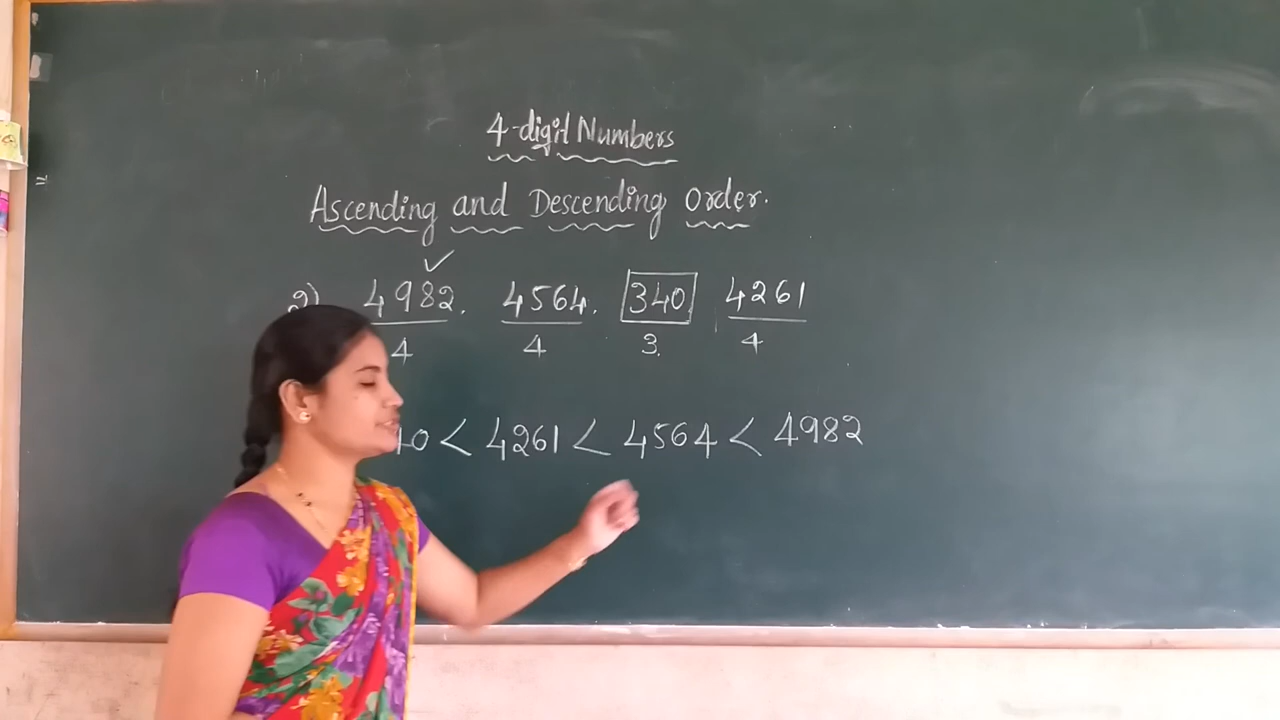 4-digit Numbers
Ascending and Descending Order.
2) 4982, 4564, 340, 4261
4 4 3 4
40 < 4261 < 4564 < 4982